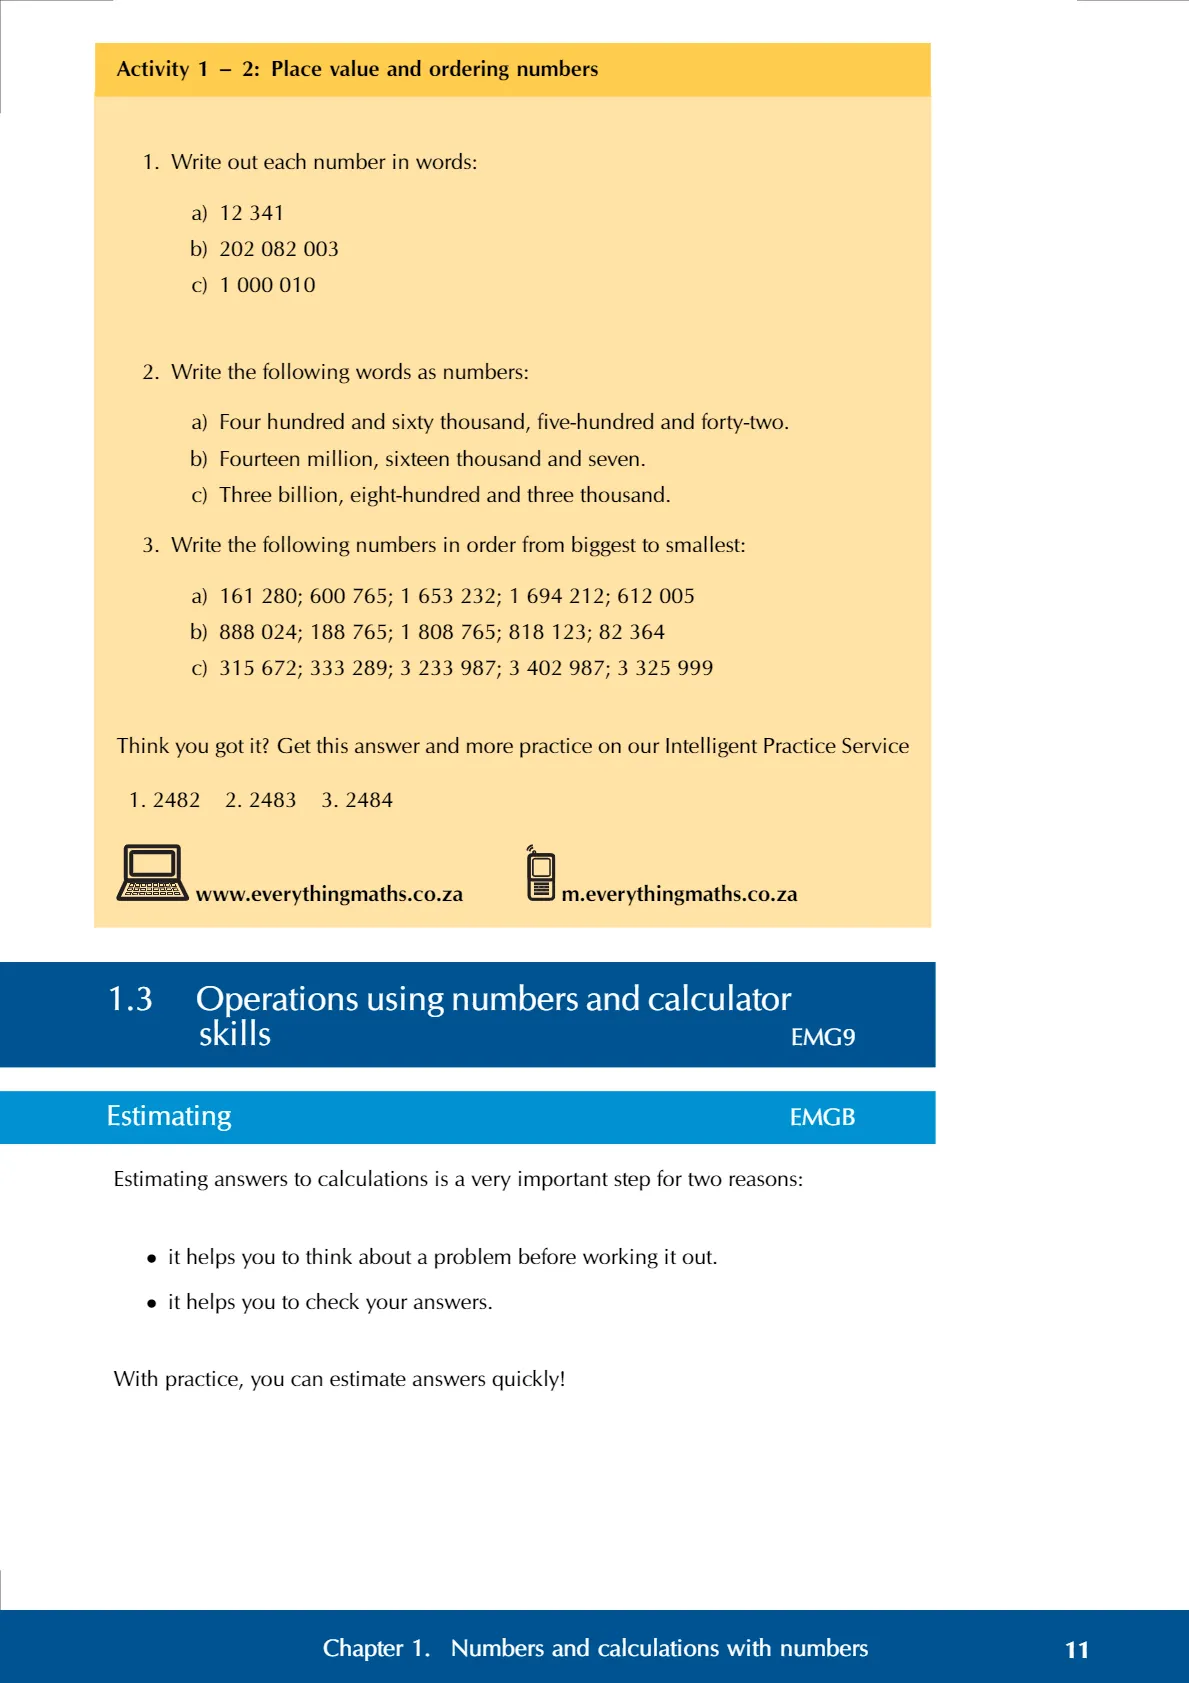 Activity 1 – 2: Place value and ordering numbers
1. Write out each number in words:
a) 12 341
b) 202 082 003
c) 1 000 010
2. Write the following words as numbers:
a) Four hundred and sixty thousand, five-hundred and forty-two.
b) Fourteen million, sixteen thousand and seven.
c) Three billion, eight-hundred and three thousand.
3. Write the following numbers in order from biggest to smallest:
a) 161 280; 600 765; 1 653 232; 1 694 212; 612 005
b) 888 024; 188 765; 1 808 765; 818 123; 82 364
c) 315 672; 333 289; 3 233 987; 3 402 987; 3 325 999
Think you got it? Get this answer and more practice on our Intelligent Practice Service
1. 2482 2. 2483 3. 2484
www.everythingmaths.co.za m.everythingmaths.co.za
1.3 Operations using numbers and calculator
skills EMG9
Estimating EMGB
Estimating answers to calculations is a very important step for two reasons:
• it helps you to think about a problem before working it out.
• it helps you to check your answers.
With practice, you can estimate answers quickly!
Chapter 1. Numbers and calculations with numbers 11